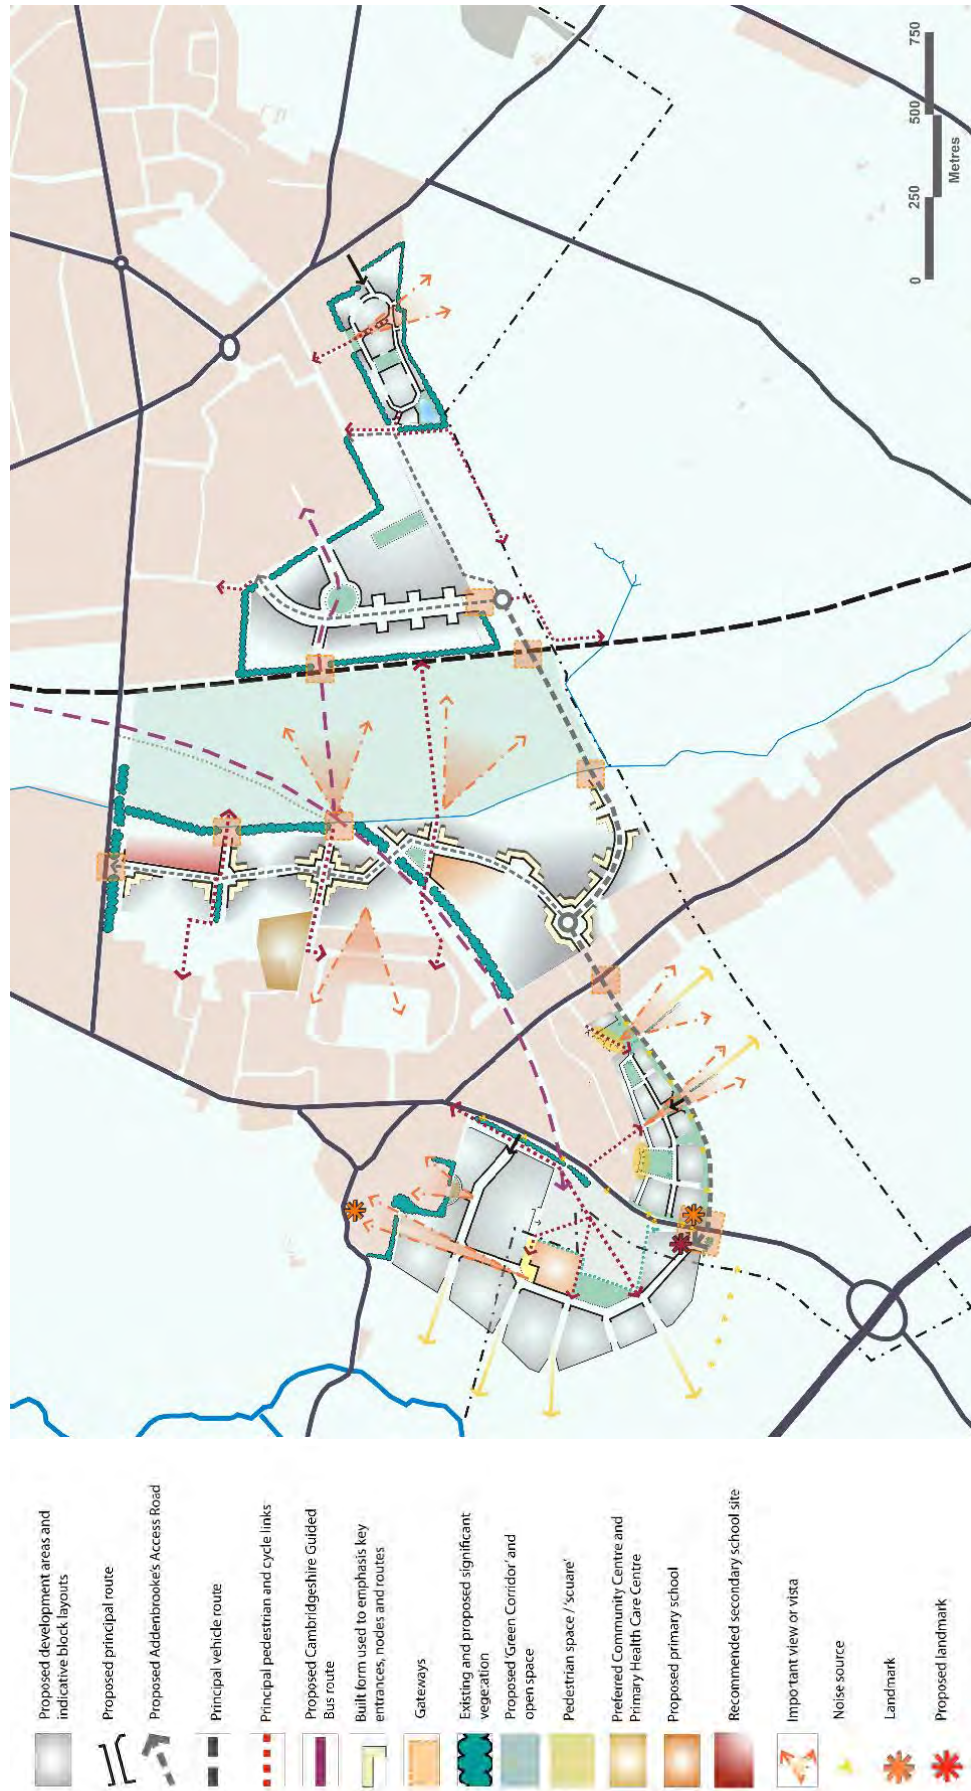 0
250
500
750
Metres
Proposed development areas and
indicative block layouts
Proposed principal route
Proposed Addenbrooke's Access Road
Principal vehicle route
Principal pedestrian and cycle links
Proposed Cambridgeshire Guided
Bus route
Built form used to emphasis key
entrances, nodes and routes
Gateways
Existing and proposed significant
vegetation
Proposed 'Green Corridor' and
open space
Pedestrian space / 'scuare'
Preferred Community Centre and
Primary Health Care Centre
Proposed primary school
Recommended secondary school site
Important view or vista
Noise source
Landmark
Proposed landmark